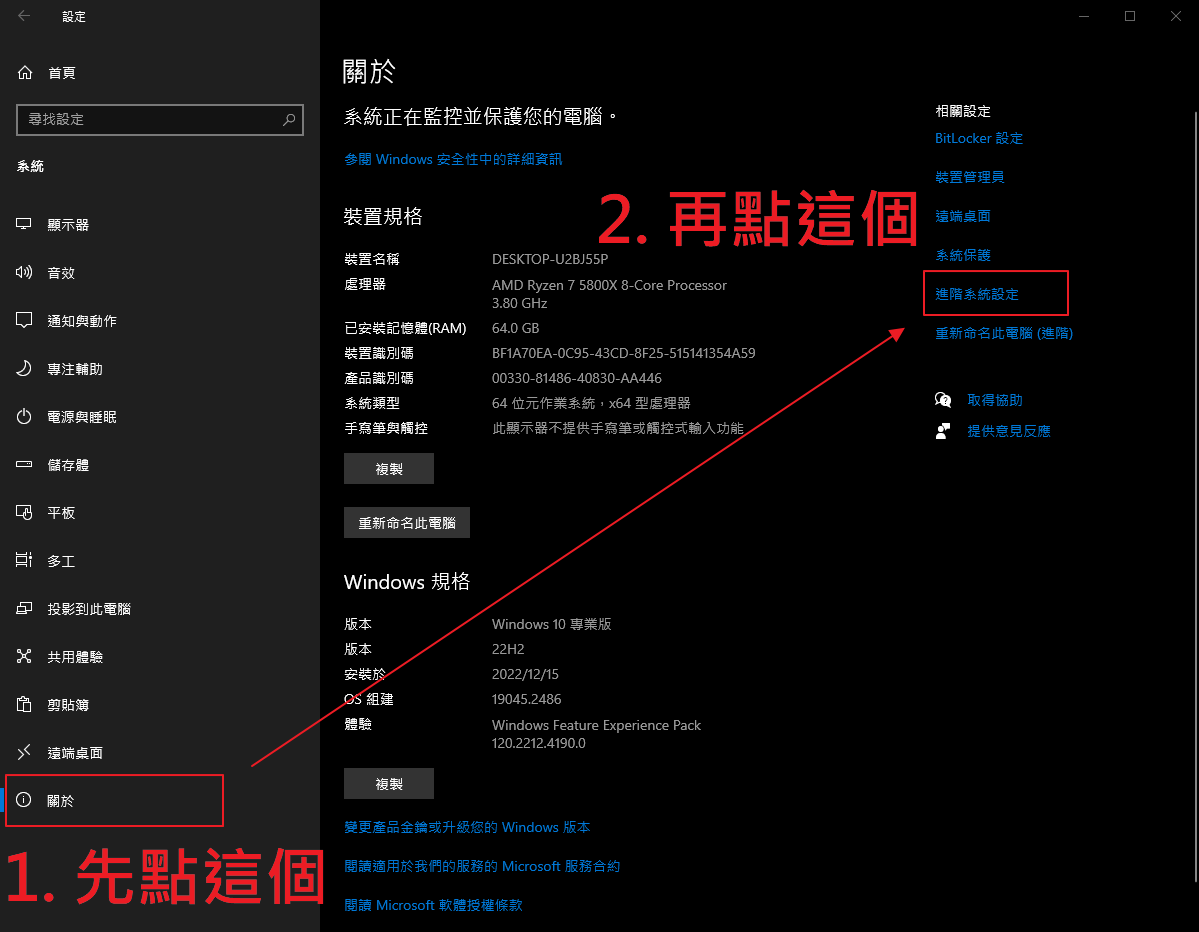 設定
首頁
尋找設定
系統
顯示器
音效
通知與動作
專注輔助
電源與睡眠
儲存體
平板
多工
投影到此電腦
共用體驗
剪貼簿
遠端桌面
關於
1. 先點這個
關於
系統正在監控並保護您的電腦。
參閱 Windows 安全性中的詳細資訊
2. 再點這個
裝置規格
裝置名稱 DESKTOP-U2BJ55P
處理器 AMD Ryzen 7 5800X 8-Core Processor
3.80 GHz
已安裝記憶體(RAM) 64.0 GB
裝置識別碼 BF1A70EA-0C95-43CD-8F25-515141354A59
產品識別碼 00330-81486-40830-AA446
系統類型 64 位元作業系統，x64 型處理器
手寫筆與觸控 此顯示器不提供手寫筆或觸控式輸入功能
複製
重新命名此電腦
Windows 規格
版本 Windows 10 專業版
版本 22H2
安裝於 2022/12/15
OS 組建 19045.2486
體驗 Windows Feature Experience Pack
120.2212.4190.0
複製
變更產品金鑰或升級您的 Windows 版本
閱讀適用於我們的服務的 Microsoft 服務合約
閱讀 Microsoft 軟體授權條款
相關設定
BitLocker 設定
裝置管理員
遠端桌面
系統保護
進階系統設定
重新命名此電腦 (進階)
取得協助
提供意見反應